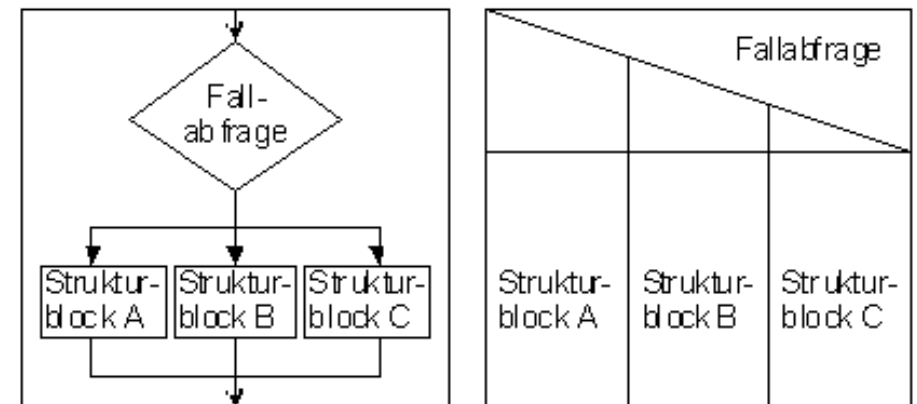 Fall-
abfrage
Struktur-
block A
Struktur-
block B
Struktur-
block C
Fallabfrage
Struktur-
block A
Struktur-
block B
Struktur-
block C